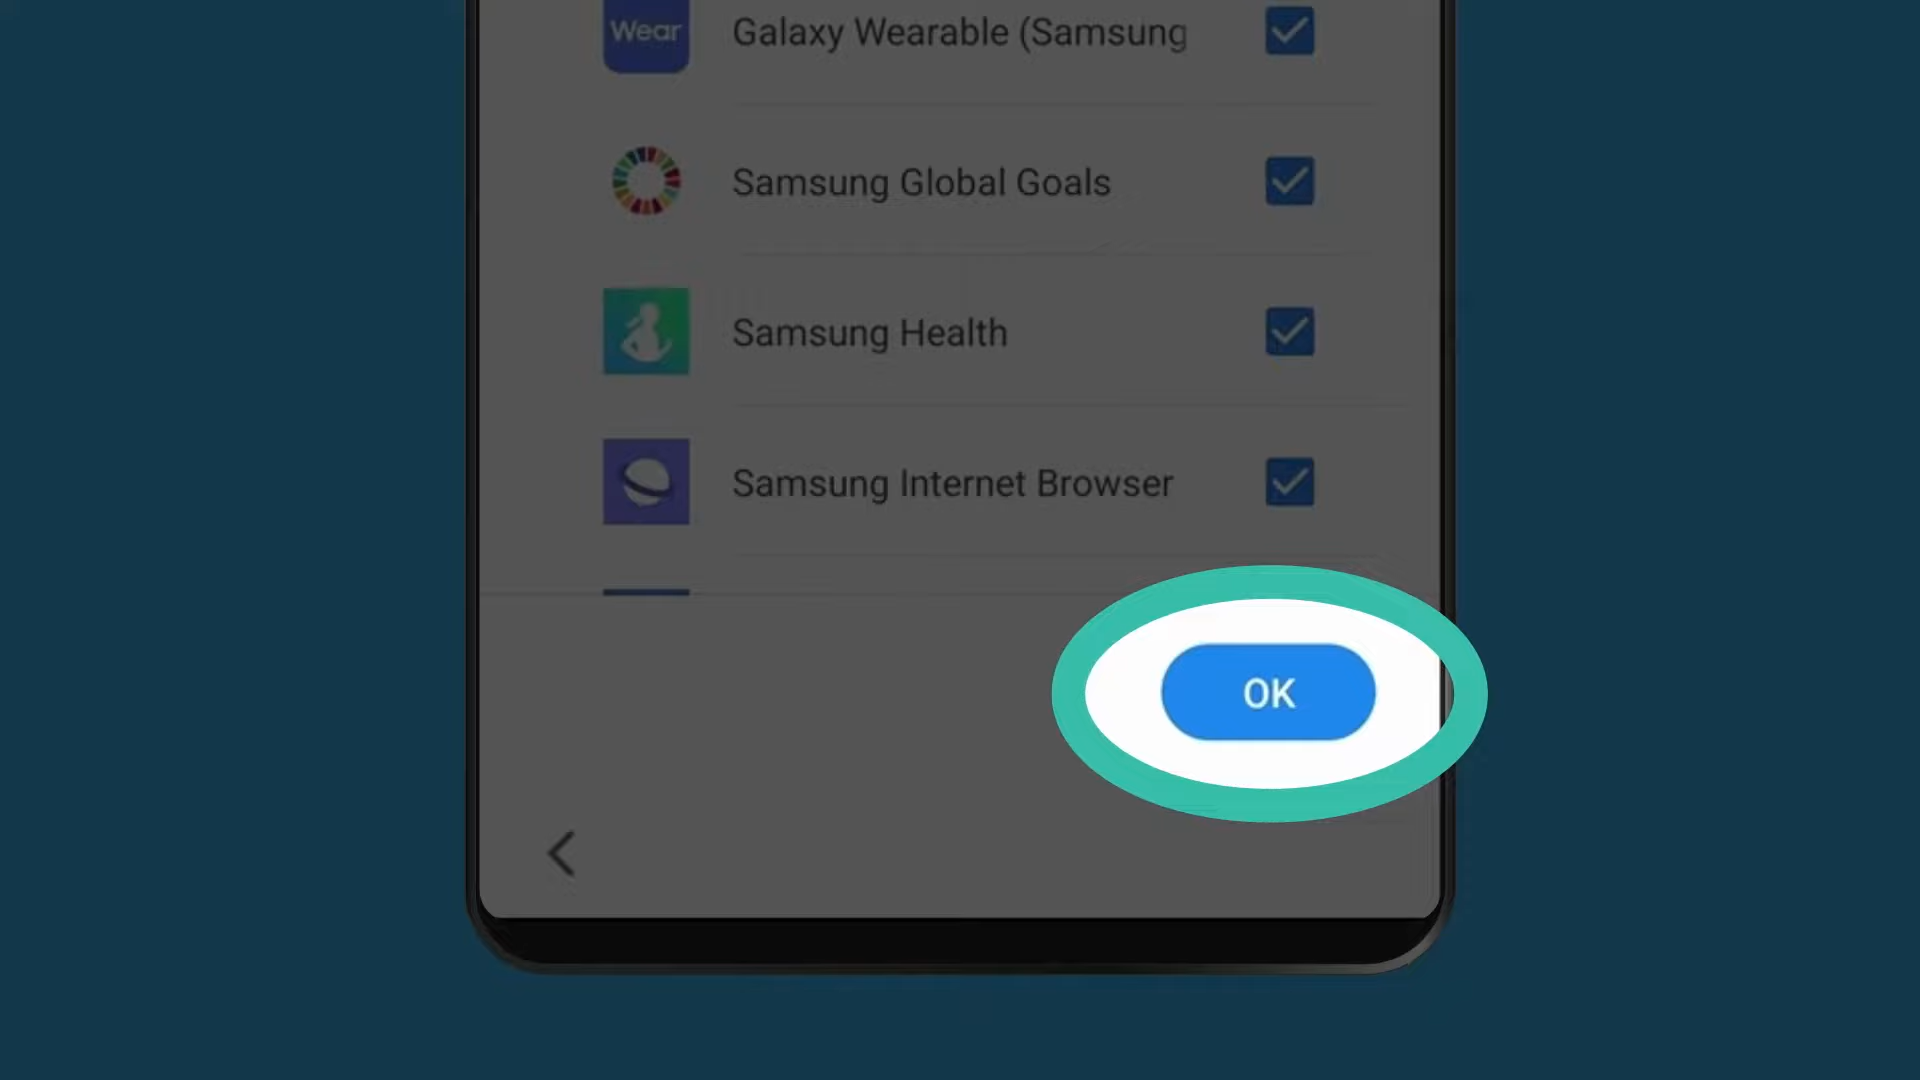 Wear
Galaxy Wearable (Samsung
Samsung Global Goals
Samsung Health
Samsung Internet Browser
OK